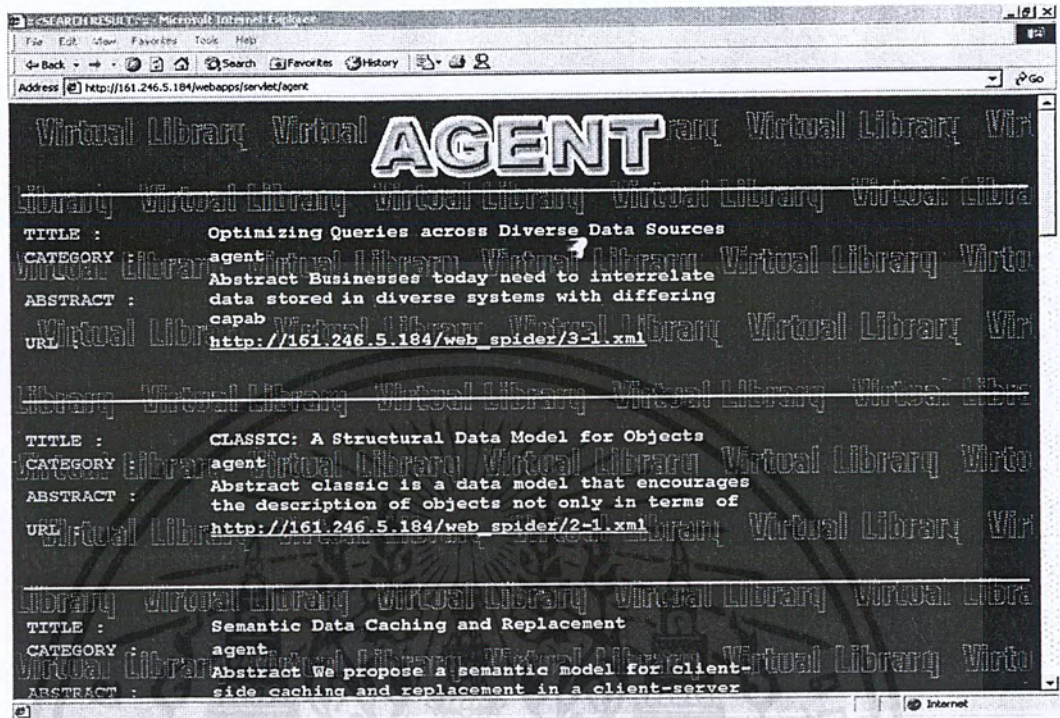 ::<SEARCH RESULT>:: - Microsoft Internet Explorer
File Edit View Favorites Tools Help
Back Search Favorites History
Address http://161.246.5.184/webapps/servlet/agent Go
Virtual Library Virtual AGENT Virtual Library
TITLE : Optimizing Queries across Diverse Data Sources
CATEGORY : agent
ABSTRACT : Abstract Businesses today need to interrelate
data stored in diverse systems with differing
capab
URL : http://161.246.5.184/web_spider/3-1.xml
TITLE : CLASSIC: A Structural Data Model for Objects
CATEGORY : agent
ABSTRACT : Abstract classic is a data model that encourages
the description of objects not only in terms of
URL : http://161.246.5.184/web_spider/2-1.xml
TITLE : Semantic Data Caching and Replacement
CATEGORY : agent
ABSTRACT : Abstract We propose a semantic model for client-
side caching and replacement in a client-server
Internet